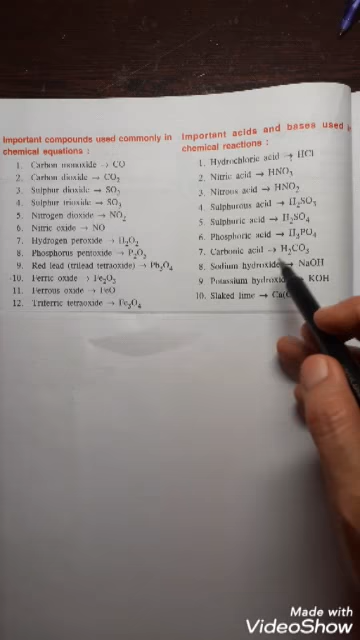 Important compounds used commonly in
chemical equations :
1. Carbon monoxide → CO
2. Carbon dioxide → CO₂
3. Sulphur dioxide → SO₂
4. Sulphur trioxide → SO₃
5. Nitrogen dioxide → NO₂
6. Nitric oxide → NO
7. Hydrogen peroxide → H₂O₂
8. Phosphorus pentoxide → P₂O₅
9. Red lead (trilead tetraoxide) → Pb₃O₄
10. Ferric oxide → Fe₂O₃
11. Ferrous oxide → FeO
12. Triferric tetraoxide → Fe₃O₄
Important acids and bases used in
chemical reactions :
1. Hydrochloric acid → HCl
2. Nitric acid → HNO₃
3. Nitrous acid → HNO₂
4. Sulphurous acid → H₂SO₃
5. Sulphuric acid → H₂SO₄
6. Phosphoric acid → H₃PO₄
7. Carbonic acid → H₂CO₃
8. Sodium hydroxide → NaOH
9. Potassium hydroxide → KOH
10. Slaked lime → Ca(
Made with
VideoShow